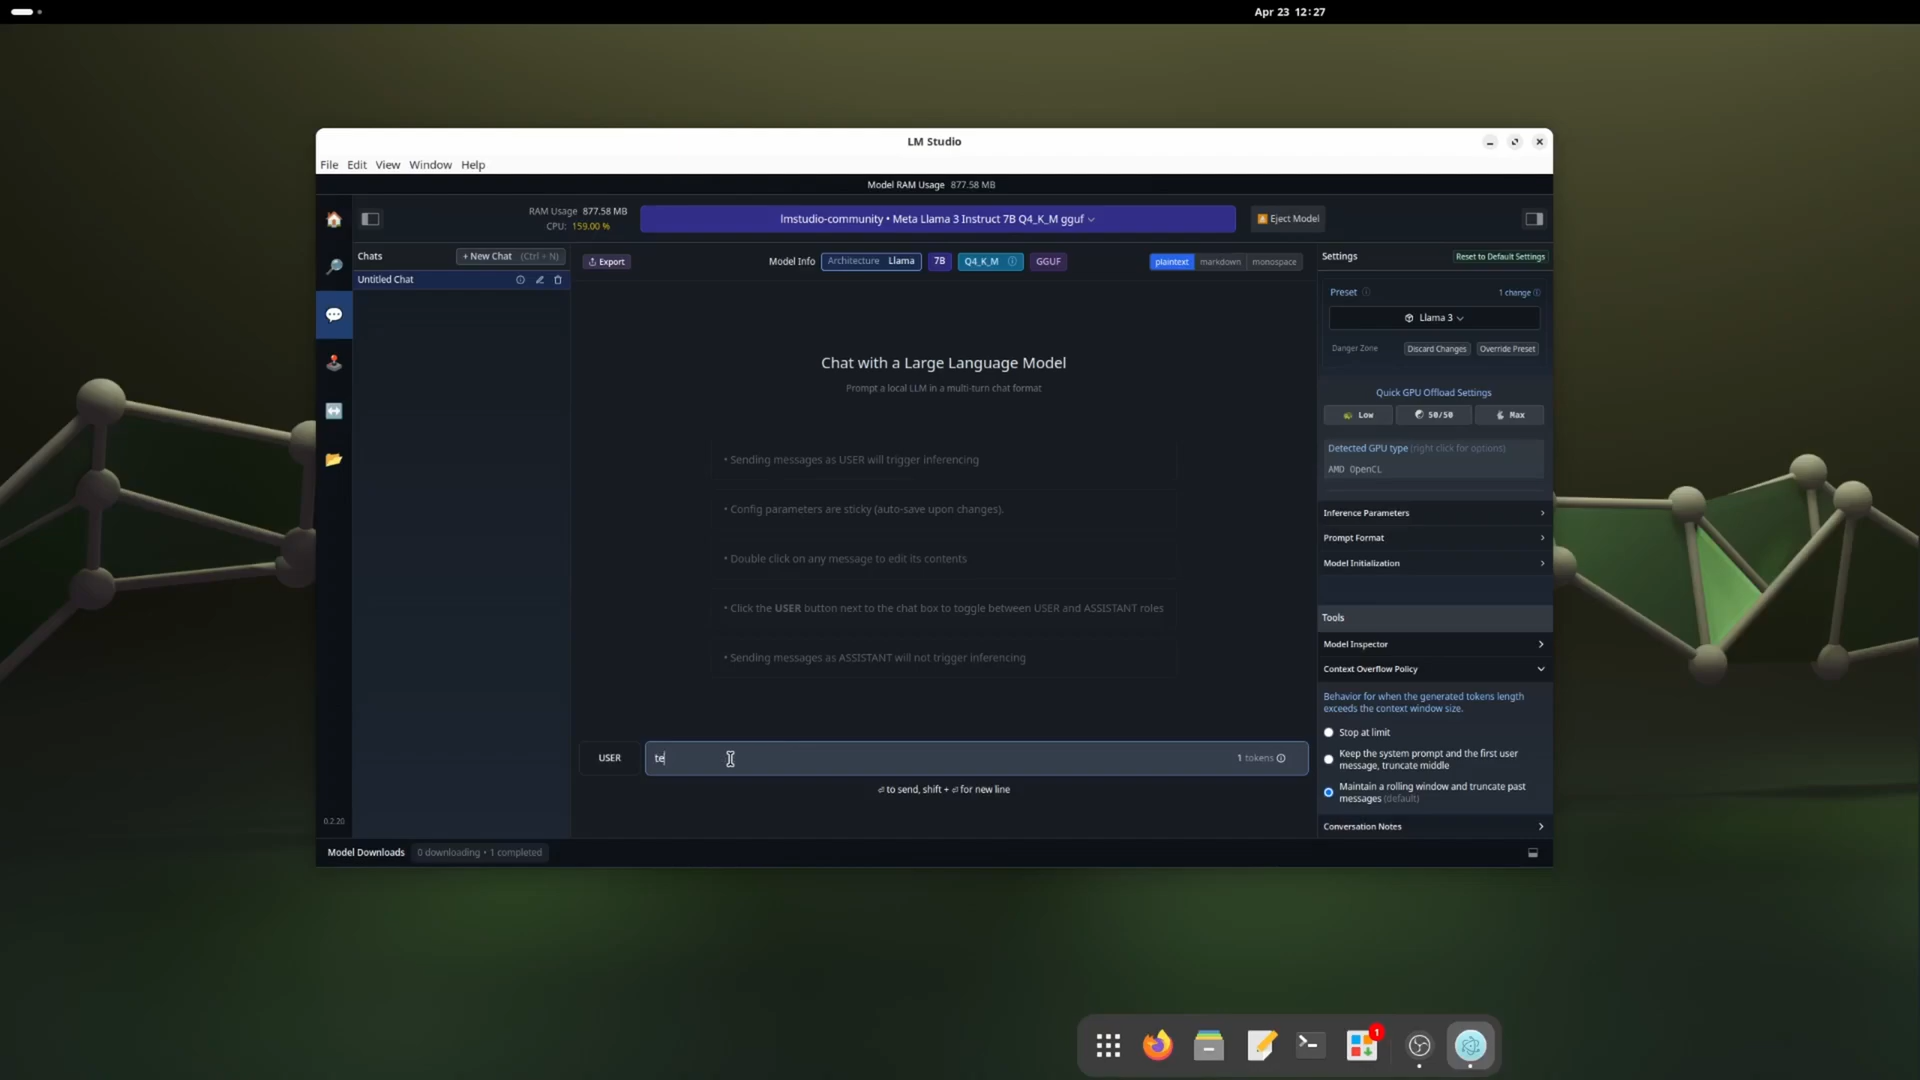 Apr 23 12:27
LM Studio
File Edit View Window Help
Model RAM Usage 877.58 MB
RAM Usage 877.58 MB
CPU: 159.00 %
lmstudio-community • Meta Llama 3 Instruct 7B Q4_K_M gguf
Eject Model
Chats
+ New Chat (Ctrl + N)
Untitled Chat
0.2.20
Export
Model Info Architecture Llama 7B Q4_K_M GGUF
plaintext markdown monospace
Chat with a Large Language Model
Prompt a local LLM in a multi-turn chat format
• Sending messages as USER will trigger inferencing
• Config parameters are sticky (auto-save upon changes).
• Double click on any message to edit its contents
• Click the USER button next to the chat box to toggle between USER and ASSISTANT roles
• Sending messages as ASSISTANT will not trigger inferencing
USER
te
1 tokens
⏎ to send, shift + ⏎ for new line
Settings
Reset to Default Settings
Preset
1 change
Llama 3
Danger Zone
Discard Changes
Override Preset
Quick GPU Offload Settings
Low 50/50 Max
Detected GPU type (right click for options)
AMD OpenCL
Inference Parameters
Prompt Format
Model Initialization
Tools
Model Inspector
Context Overflow Policy
Behavior for when the generated tokens length
exceeds the context window size.
Stop at limit
Keep the system prompt and the first user
message, truncate middle
Maintain a rolling window and truncate past
messages (default)
Conversation Notes
Model Downloads 0 downloading • 1 completed
1